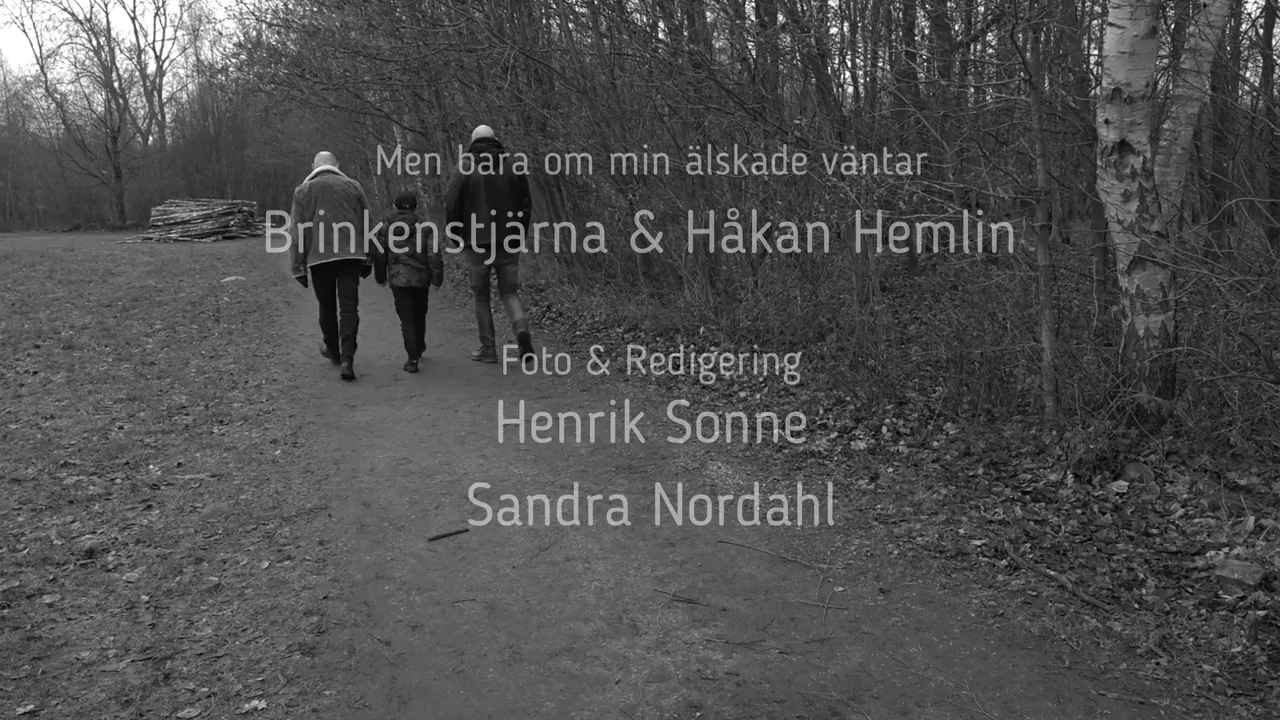 Men bara om min älskade väntar
Brinkenstjärna & Håkan Hemlin
Foto & Redigering
Henrik Sonne
Sandra Nordahl